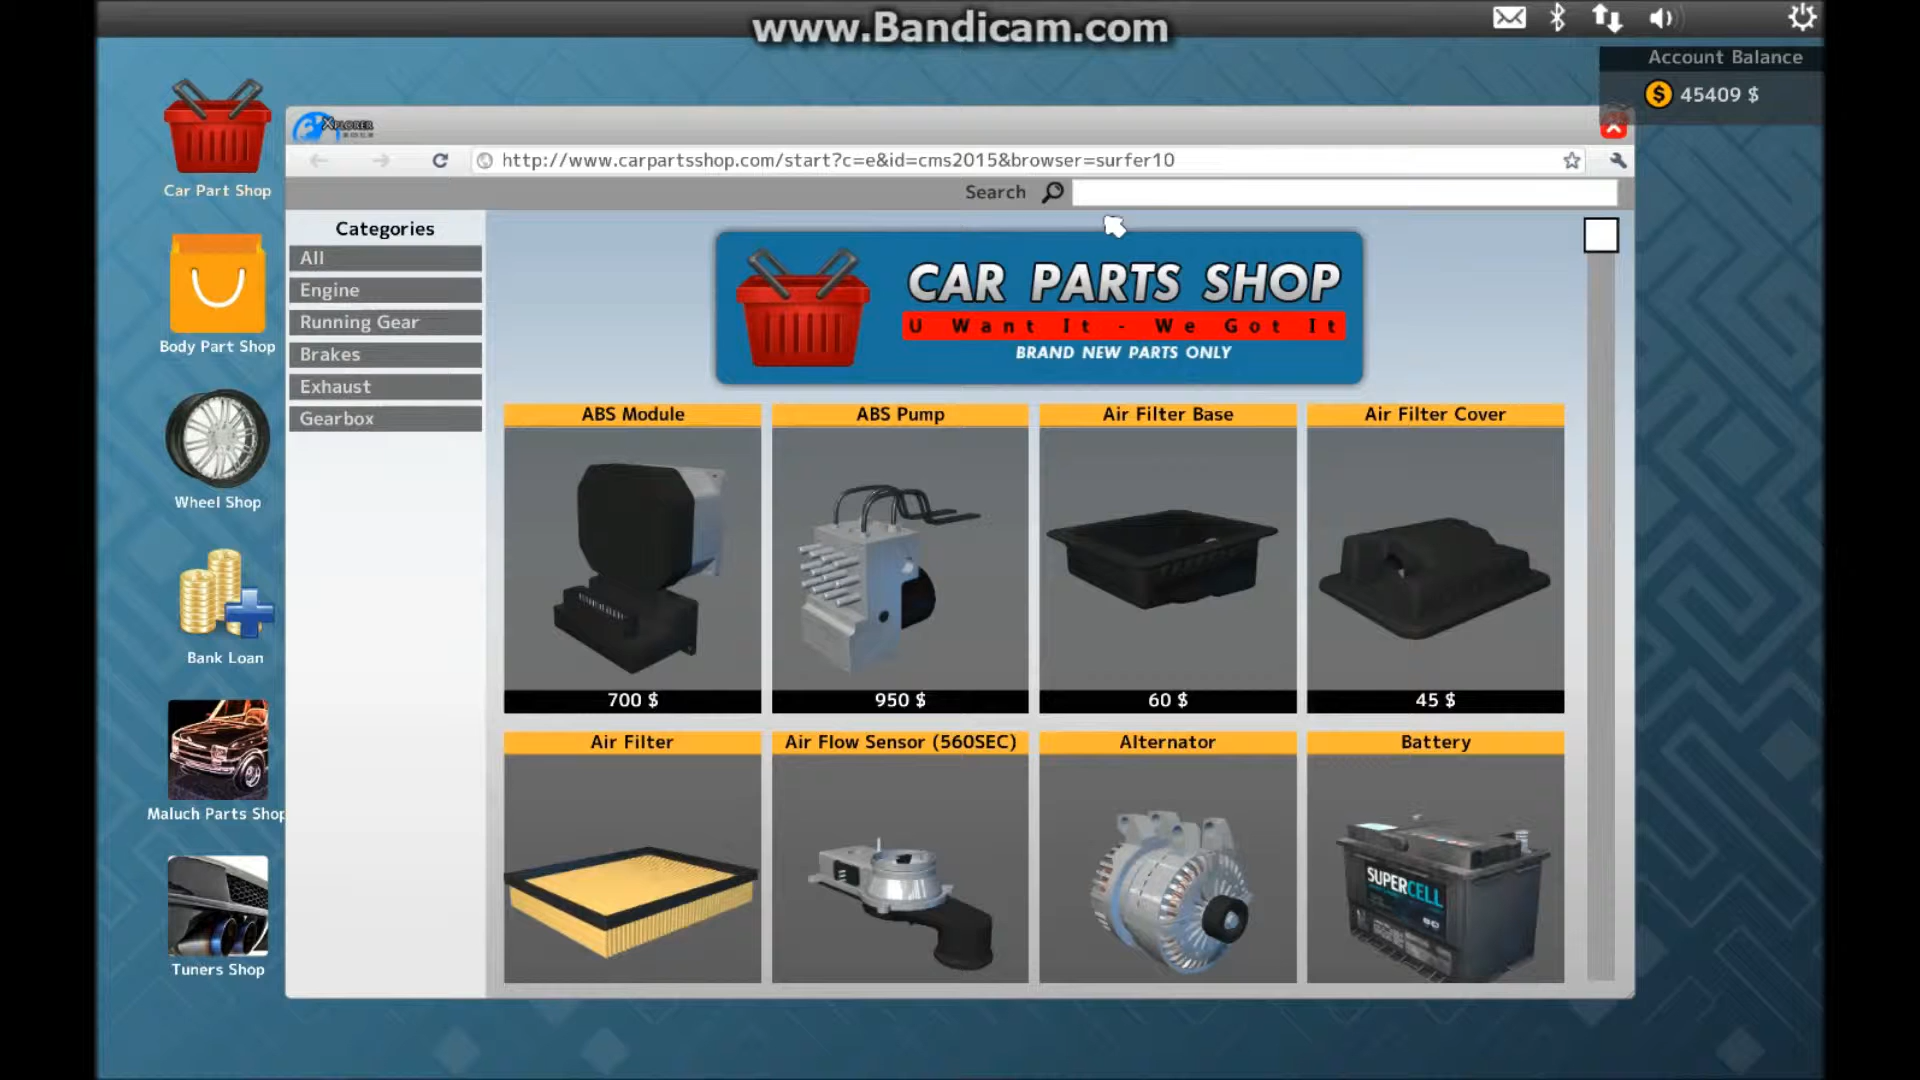 www.Bandicam.com
Account Balance
45409 $
Car Part Shop
Body Part Shop
Wheel Shop
Bank Loan
Maluch Parts Shop
Tuners Shop
XPLORER
http://www.carpartsshop.com/start?c=e&id=cms2015&browser=surfer10
Search
Categories
All
Engine
Running Gear
Brakes
Exhaust
Gearbox
CAR PARTS SHOP
U Want It - We Got It
BRAND NEW PARTS ONLY
ABS Module
ABS Pump
Air Filter Base
Air Filter Cover
700 $
950 $
60 $
45 $
Air Filter
Air Flow Sensor (560SEC)
Alternator
Battery
SUPERCELL